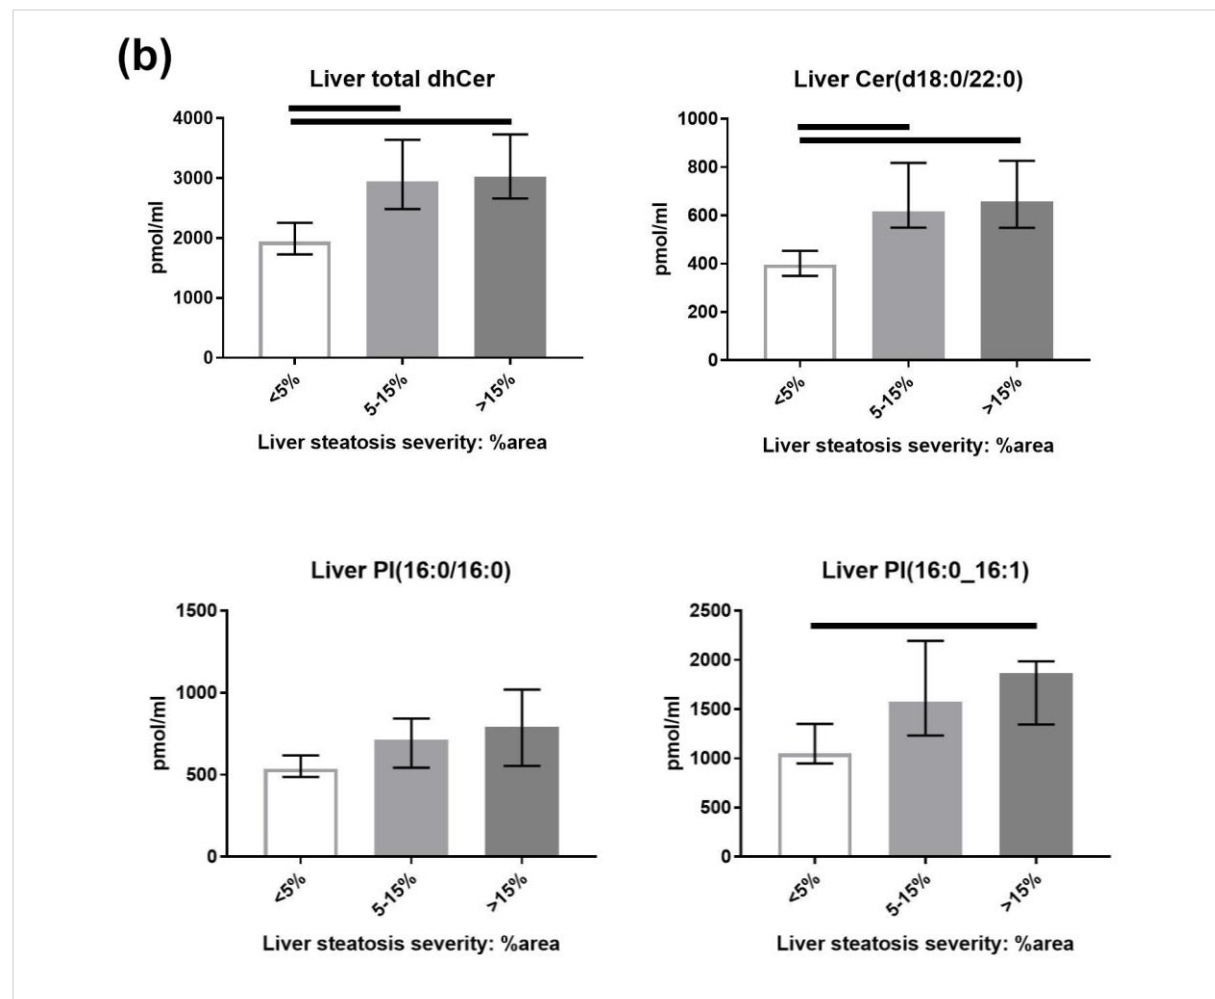 (b)
Liver total dhCer
4000
3000
2000
1000
0
pmol/ml
<5%
5-15%
>15%
Liver steatosis severity: %area
Liver Cer(d18:0/22:0)
1000
800
600
400
200
0
pmol/ml
<5%
5-15%
>15%
Liver steatosis severity: %area
Liver PI(16:0/16:0)
1500
1000
500
0
pmol/ml
<5%
5-15%
>15%
Liver steatosis severity: %area
Liver PI(16:0_16:1)
2500
2000
1500
1000
500
0
pmol/ml
<5%
5-15%
>15%
Liver steatosis severity: %area